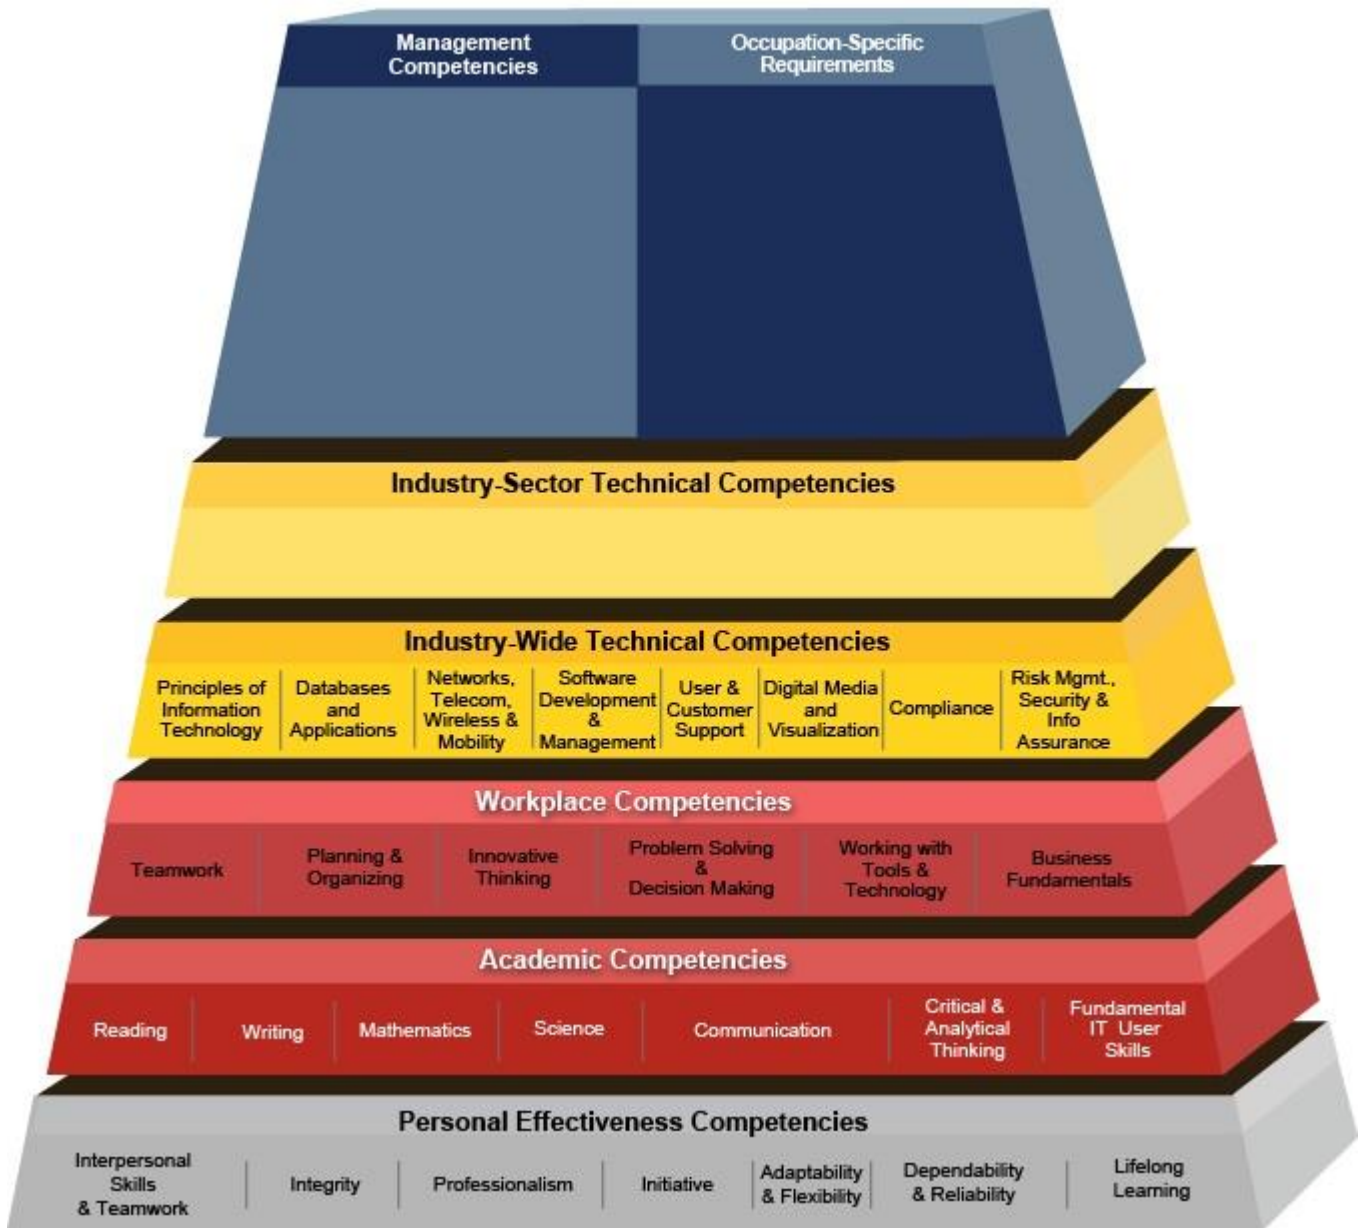 Management
Competencies
Occupation-Specific
Requirements
Industry-Sector Technical Competencies
Industry-Wide Technical Competencies
Principles of
Information
Technology
Databases
and
Applications
Networks,
Telecom,
Wireless &
Mobility
Software
Development
&
Management
User &
Customer
Support
Digital Media
and
Visualization
Compliance
Risk Mgmt.,
Security &
Info
Assurance
Workplace Competencies
Teamwork
Planning &
Organizing
Innovative
Thinking
Problem Solving
&
Decision Making
Working with
Tools &
Technology
Business
Fundamentals
Academic Competencies
Reading
Writing
Mathematics
Science
Communication
Critical &
Analytical
Thinking
Fundamental
IT User
Skills
Personal Effectiveness Competencies
Interpersonal
Skills
& Teamwork
Integrity
Professionalism
Initiative
Adaptability
& Flexibility
Dependability
& Reliability
Lifelong
Learning